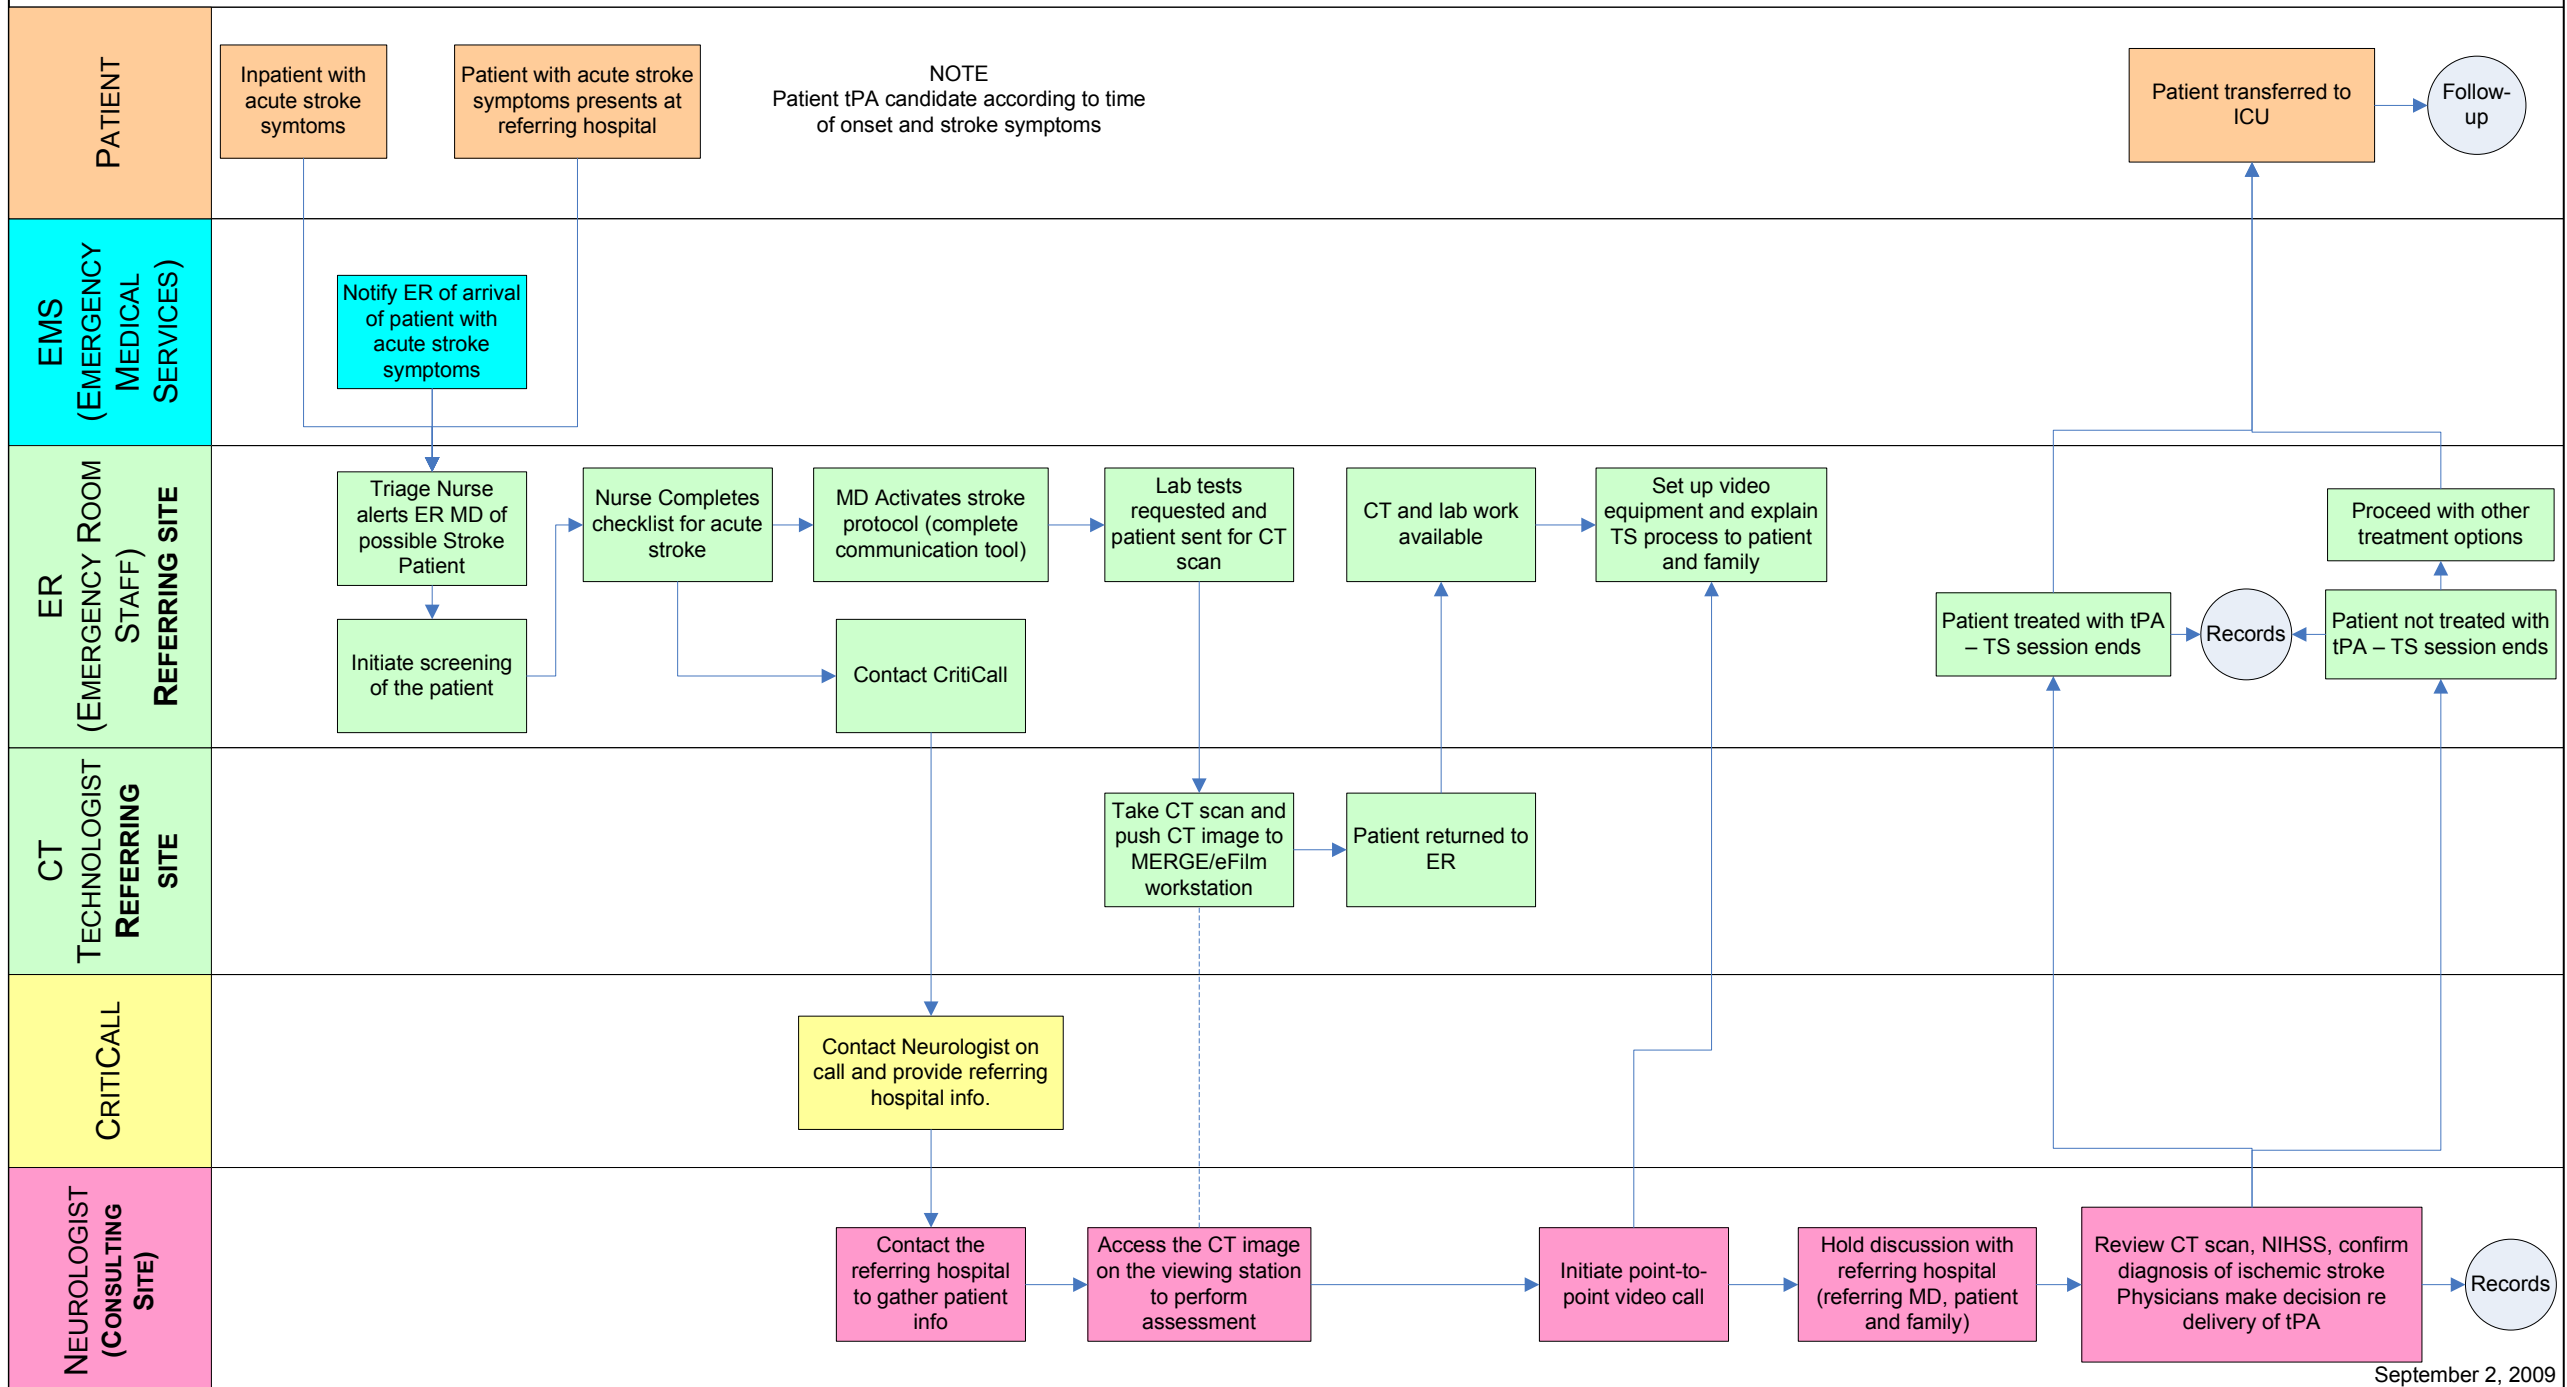 PATIENT
Inpatient with
acute stroke
symtoms
Patient with acute stroke
symptoms presents at
referring hospital
NOTE
Patient tPA candidate according to time
of onset and stroke symptoms
Patient transferred to
ICU
Follow-
up
EMS
(EMERGENCY
MEDICAL
SERVICES)
Notify ER of arrival
of patient with
acute stroke
symptoms
ER
(EMERGENCY ROOM
STAFF)
REFERRING SITE
Triage Nurse
alerts ER MD of
possible Stroke
Patient
Initiate screening
of the patient
Nurse Completes
checklist for acute
stroke
MD Activates stroke
protocol (complete
communication tool)
Contact CritiCall
Lab tests
requested and
patient sent for CT
scan
CT and lab work
available
Set up video
equipment and explain
TS process to patient
and family
Patient treated with tPA
– TS session ends
Records
Proceed with other
treatment options
Patient not treated with
tPA – TS session ends
CT
TECHNOLOGIST
REFERRING
SITE
Take CT scan and
push CT image to
MERGE/eFilm
workstation
Patient returned to
ER
CRITICALL
Contact Neurologist on
call and provide referring
hospital info.
NEUROLOGIST
(CONSULTING
SITE)
Contact the
referring hospital
to gather patient
info
Access the CT image
on the viewing station
to perform
assessment
Initiate point-to-
point video call
Hold discussion with
referring hospital
(referring MD, patient
and family)
Review CT scan, NIHSS, confirm
diagnosis of ischemic stroke
Physicians make decision re
delivery of tPA
Records
September 2, 2009